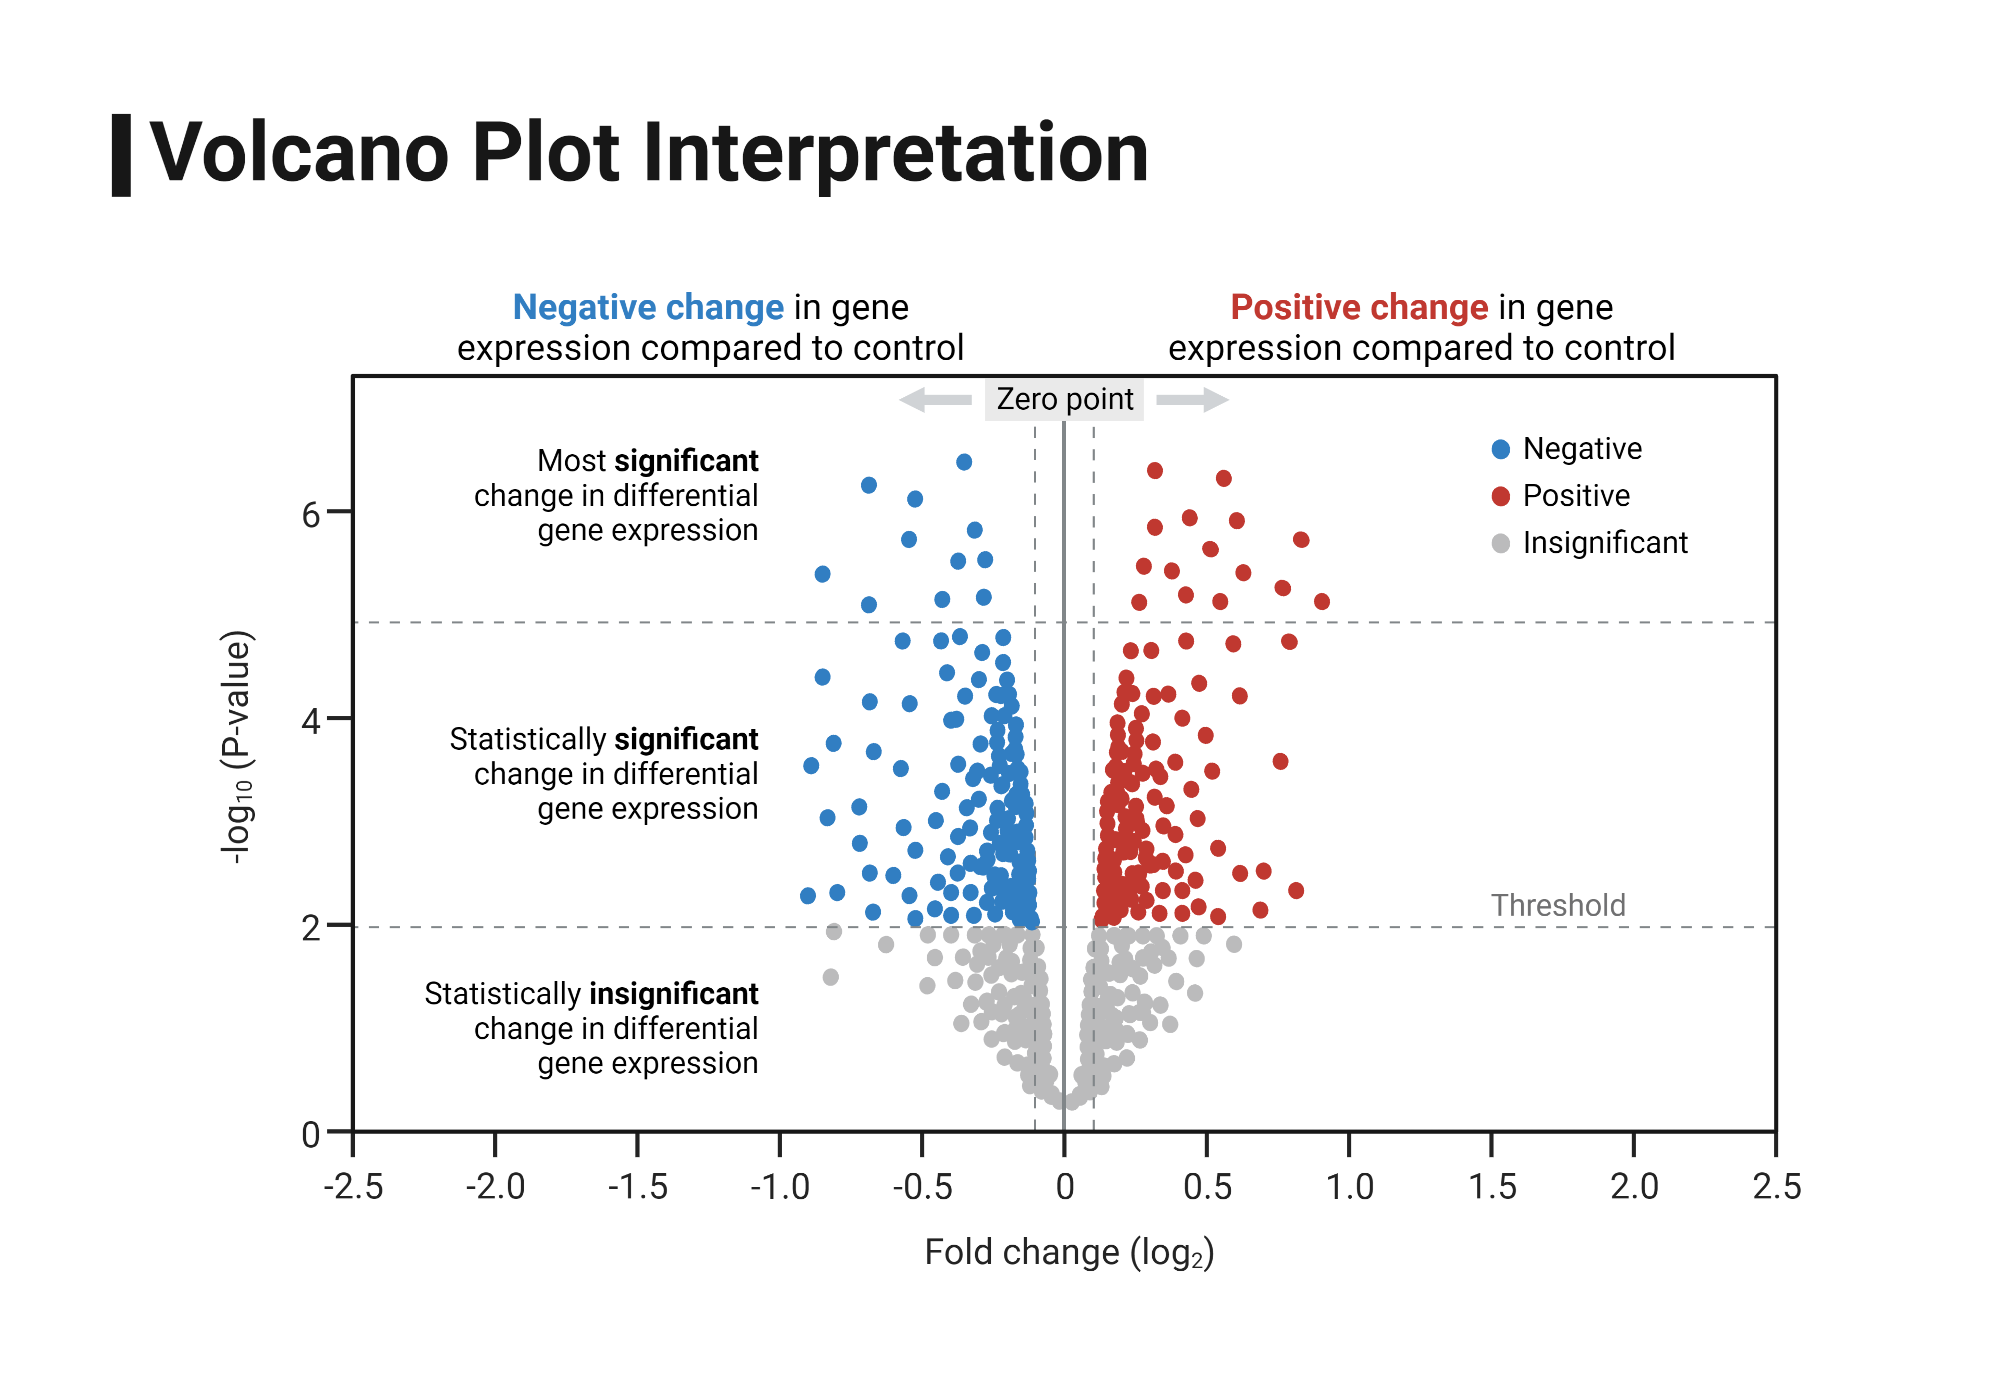 Volcano Plot Interpretation
Negative change in gene
expression compared to control
Positive change in gene
expression compared to control
Zero point
Most significant
change in differential
gene expression
Negative
Positive
Insignificant
Statistically significant
change in differential
gene expression
Threshold
Statistically insignificant
change in differential
gene expression
-log₁₀ (P-value)
6
4
2
0
-2.5 -2.0 -1.5 -1.0 -0.5 0 0.5 1.0 1.5 2.0 2.5
Fold change (log₂)